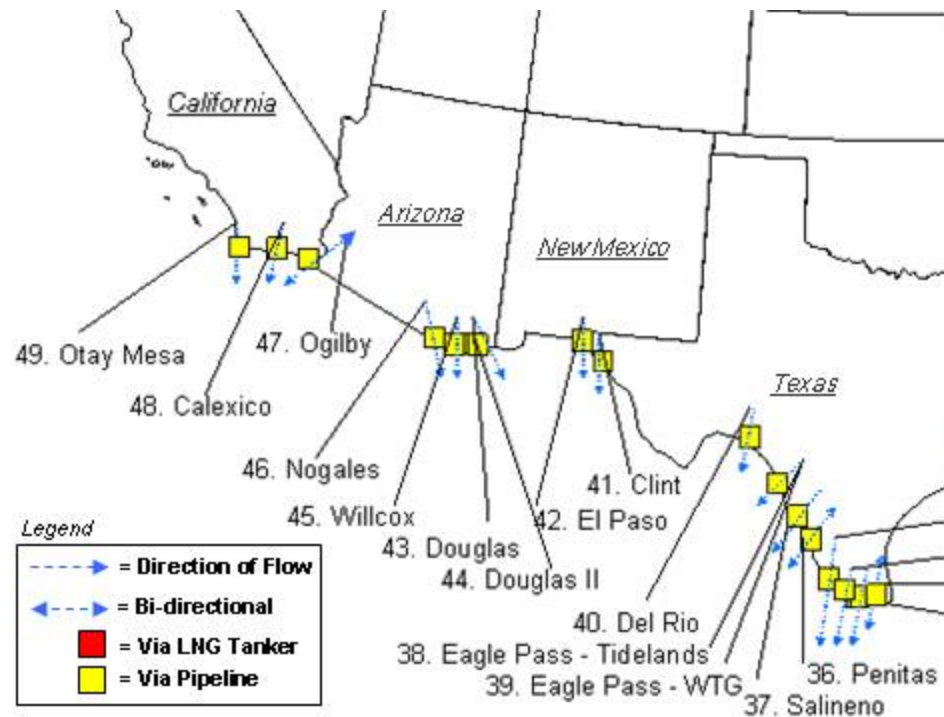 California
Arizona
New Mexico
Texas
49. Otay Mesa
48. Calexico
47. Ogilby
46. Nogales
45. Willcox
43. Douglas
44. Douglas II
42. El Paso
41. Clint
40. Del Rio
38. Eagle Pass - Tidelands
39. Eagle Pass - WTG
37. Salineno
36. Penitas
Legend
= Direction of Flow
= Bi-directional
= Via LNG Tanker
= Via Pipeline